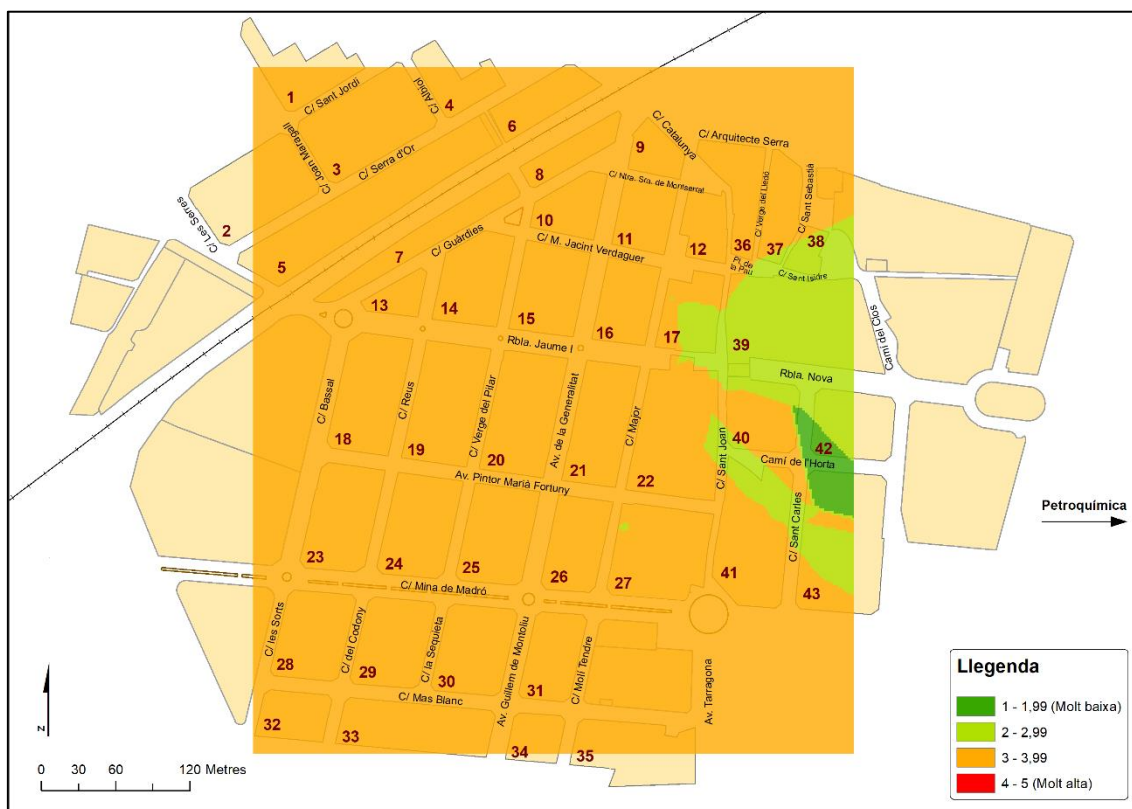 1
C/ Sant Jordi
C/ Albiol
4
C/ Joan Maragall
3
C/ Serra d'Or
6
2
C/ Les Serres
5
7
C/ Guàrdies
8
9
C/ Catalunya
C/ Arquitecte Serra
C/ Ntra. Sra. de Montserrat
C/ Verge del Lledó
C/ Sant Sebastià
10
C/ M. Jacint Verdaguer
11
12
36
37
38
Pl. de
la Pau
C/ Sant Isidre
Camí del Clos
13
14
15
16
17
39
Rbla. Jaume I
Rbla. Nova
C/ Bassal
C/ Reus
C/ Verge del Pilar
Av. de la Generalitat
C/ Major
C/ Sant Joan
18
19
20
21
22
40
42
Camí de l'Horta
Av. Pintor Marià Fortuny
C/ Sant Carles
Petroquímica
23
24
25
26
27
41
43
C/ Mina de Madró
C/ les Sorts
C/ del Codony
C/ la Sequieta
Av. Guillem de Montoliu
C/ Molí Tendre
Av. Tarragona
28
29
30
31
C/ Mas Blanc
32
33
34
35
N
0 30 60 120 Metres
Llegenda
1 - 1,99 (Molt baixa)
2 - 2,99
3 - 3,99
4 - 5 (Molt alta)